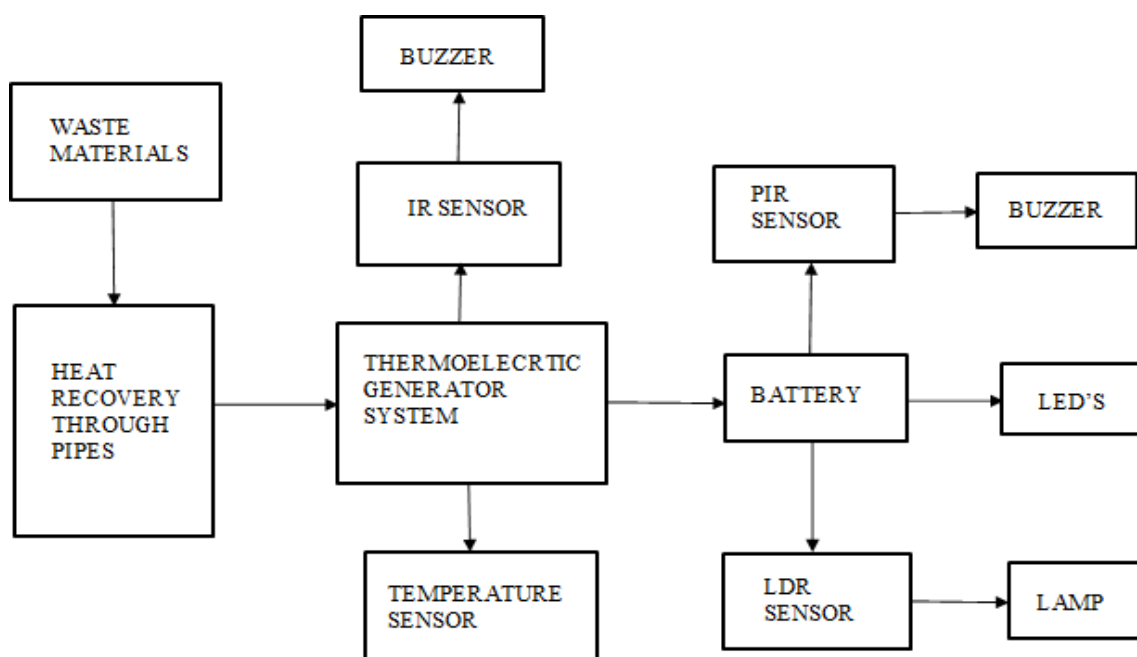 BUZZER
WASTE
MATERIALS
IR SENSOR
PIR
SENSOR
BUZZER
HEAT
RECOVERY
THROUGH
PIPES
THERMOELECRTIC
GENERATOR
SYSTEM
BATTERY
LED'S
TEMPERATURE
SENSOR
LDR
SENSOR
LAMP